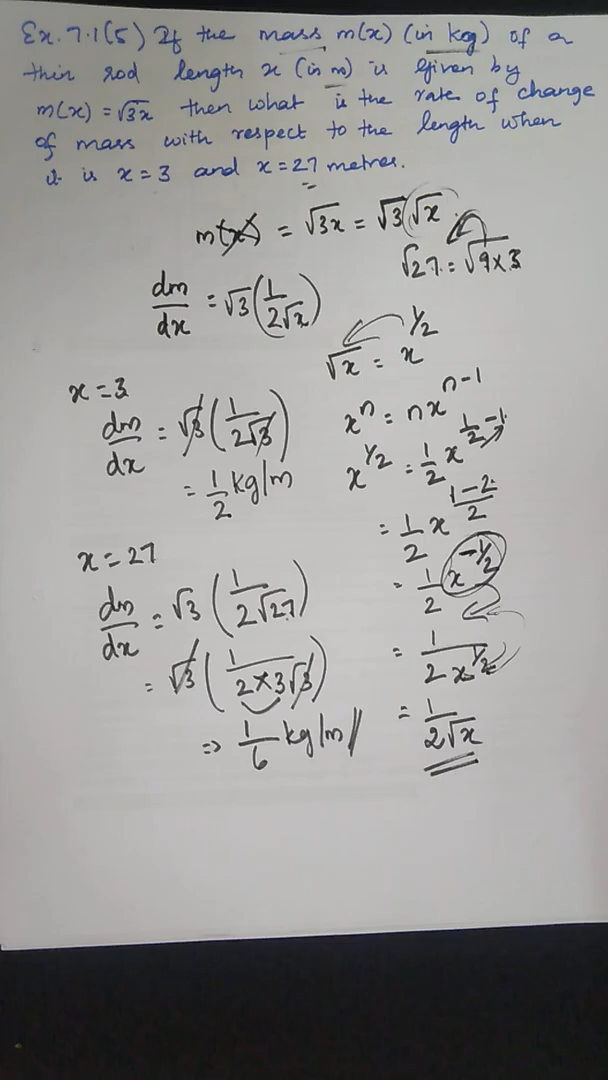 Ex. 7.1(5) If the mass m(x) (in kg) of a
thin rod length x (in m) is given by
m(x) = √3x then what is the rate of change
of mass with respect to the length when
it is x = 3 and x = 27 metres.
m(x) = √3x = √3(√x)
√27 = √9×3
dm/dx = √3(1/2√x)
√x = x^1/2
x = 3
dm/dx = √3(1/2√3)
= 1/2 kg/m
x^n = nx^n-1
x^1/2 = 1/2 x^1/2-1
= 1/2 x^1-2/2
= 1/2 x^-1/2
= 1/2x^1/2
= 1/2√x
x = 27
dm/dx = √3(1/2√27)
= √3(1/2×3√3)
=> 1/6 kg/m//